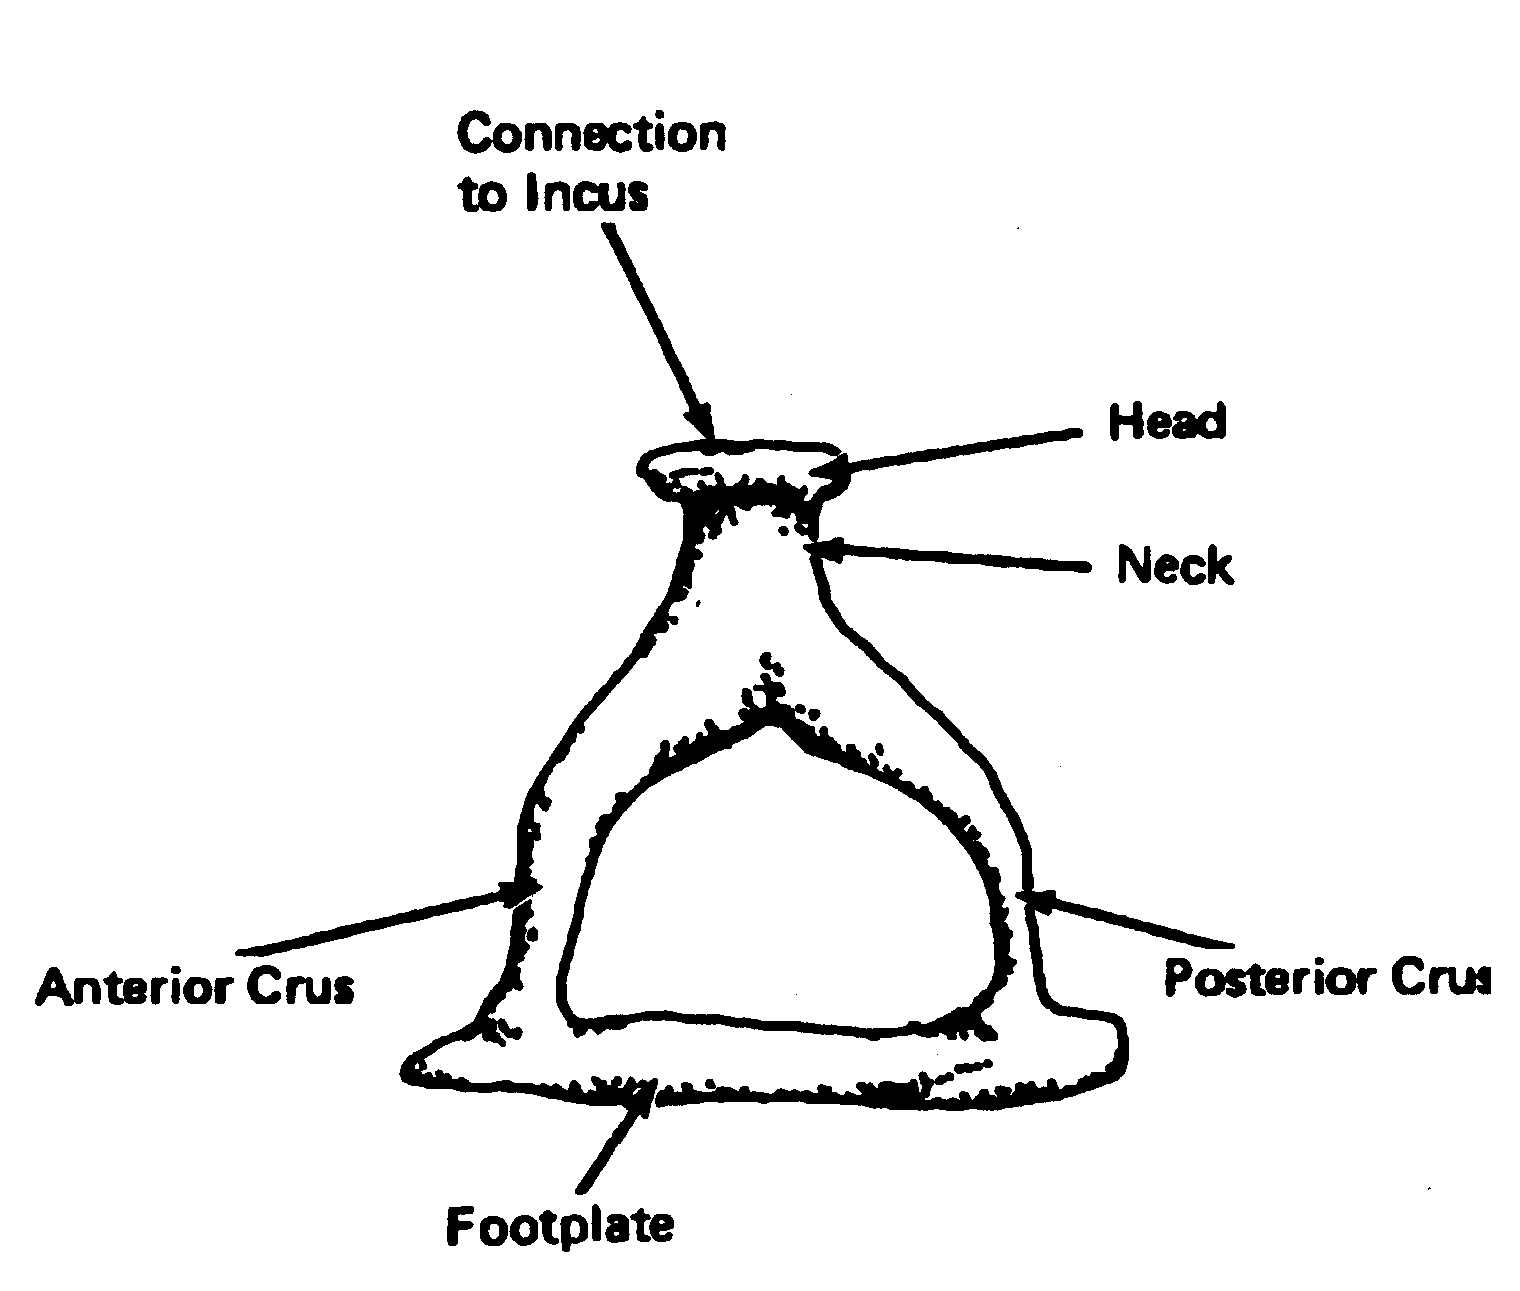 Connection
to Incus
Head
Neck
Anterior Crus
Posterior Crus
Footplate